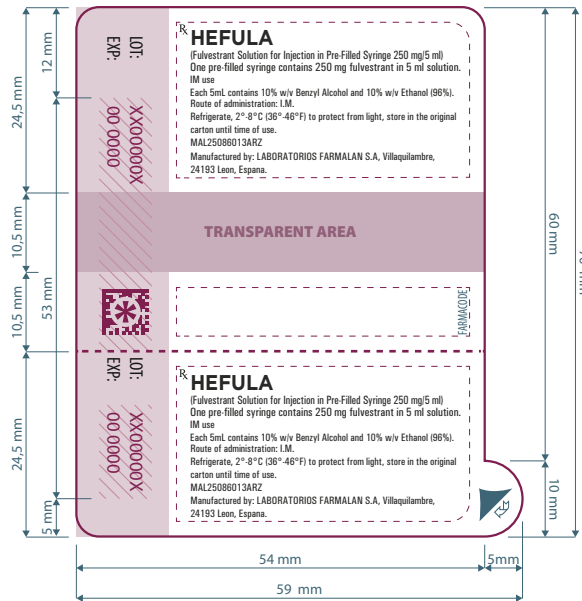 12 mm
24,5 mm
LOT:
EXP:
XX00000X
00 0000
℞ HEFULA
(Fulvestrant Solution for Injection in Pre-Filled Syringe 250 mg/5 ml)
One pre-filled syringe contains 250 mg fulvestrant in 5 ml solution.
IM use
Each 5mL contains 10% w/v Benzyl Alcohol and 10% w/v Ethanol (96%).
Route of administration: I.M.
Refrigerate, 2°-8°C (36°-46°F) to protect from light, store in the original
carton until time of use.
MAL25086013ARZ
Manufactured by: LABORATORIOS FARMALAN S.A, Villaquilambre,
24193 Leon, Espana.
10,5 mm
TRANSPARENT AREA
60 mm
53 mm
10,5 mm
FARMACODE
24,5 mm
LOT:
EXP:
XX00000X
00 0000
℞ HEFULA
(Fulvestrant Solution for Injection in Pre-Filled Syringe 250 mg/5 ml)
One pre-filled syringe contains 250 mg fulvestrant in 5 ml solution.
IM use
Each 5mL contains 10% w/v Benzyl Alcohol and 10% w/v Ethanol (96%).
Route of administration: I.M.
Refrigerate, 2°-8°C (36°-46°F) to protect from light, store in the original
carton until time of use.
MAL25086013ARZ
Manufactured by: LABORATORIOS FARMALAN S.A, Villaquilambre,
24193 Leon, Espana.
5 mm
10 mm
54 mm
5mm
59 mm